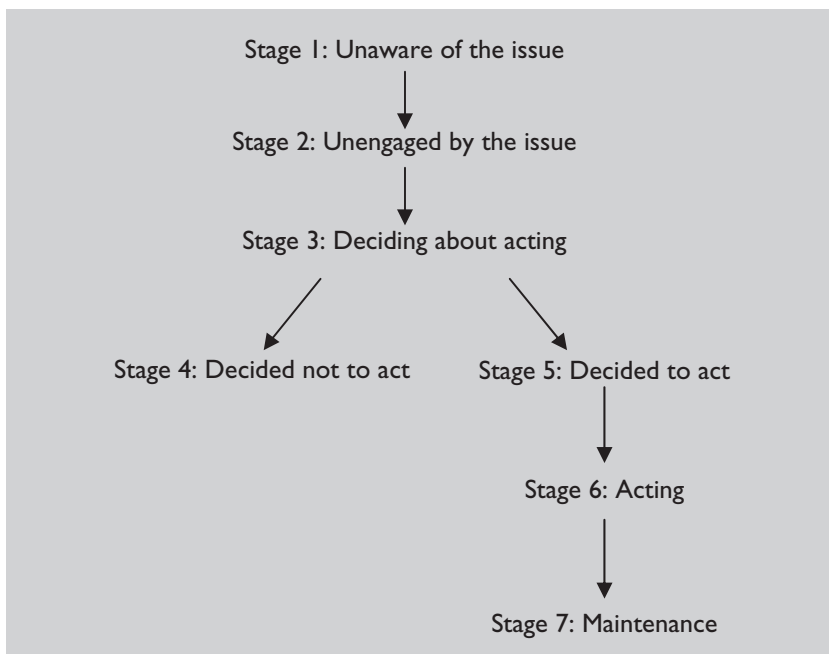 Stage 1: Unaware of the issue
Stage 2: Unengaged by the issue
Stage 3: Deciding about acting
Stage 4: Decided not to act
Stage 5: Decided to act
Stage 6: Acting
Stage 7: Maintenance